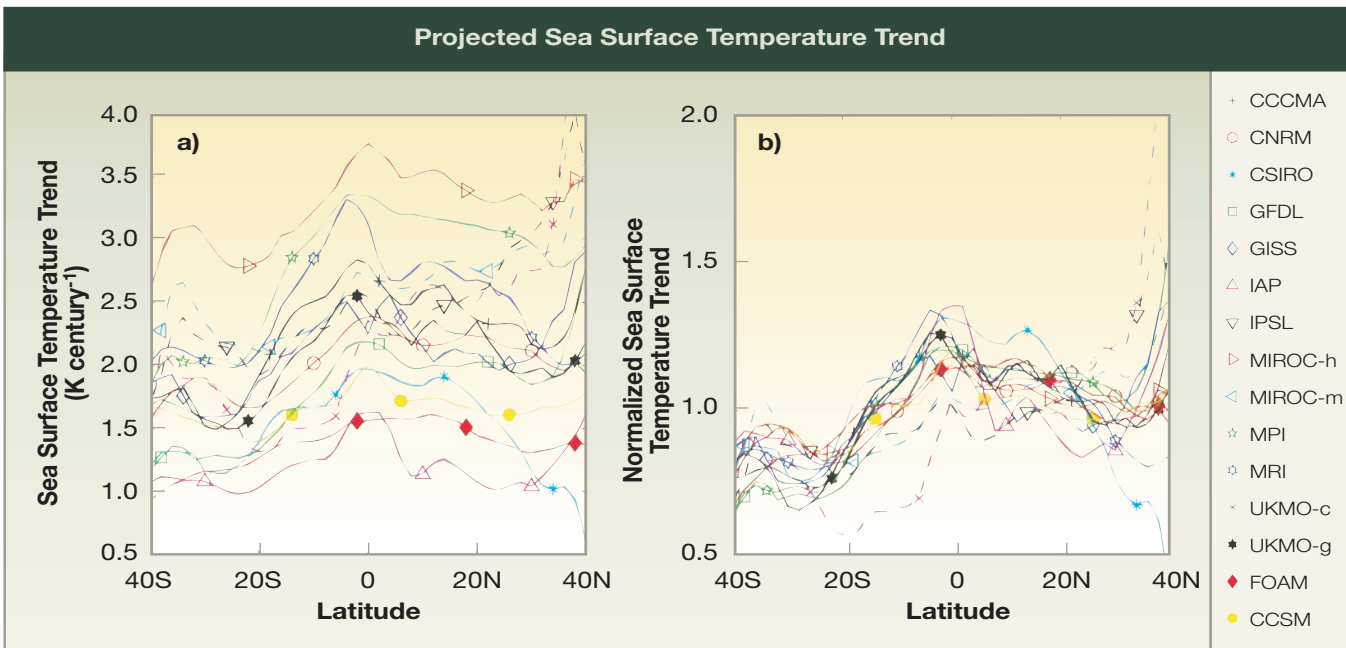 Projected Sea Surface Temperature Trend
Sea Surface Temperature Trend
(K century-1)
a)
4.0
3.5
3.0
2.5
2.0
1.5
1.0
0.5
40S 20S 0 20N 40N
Latitude
Normalized Sea Surface
Temperature Trend
b)
2.0
1.5
1.0
0.5
40S 20S 0 20N 40N
Latitude
CCCMA
CNRM
CSIRO
GFDL
GISS
IAP
IPSL
MIROC-h
MIROC-m
MPI
MRI
UKMO-c
UKMO-g
FOAM
CCSM